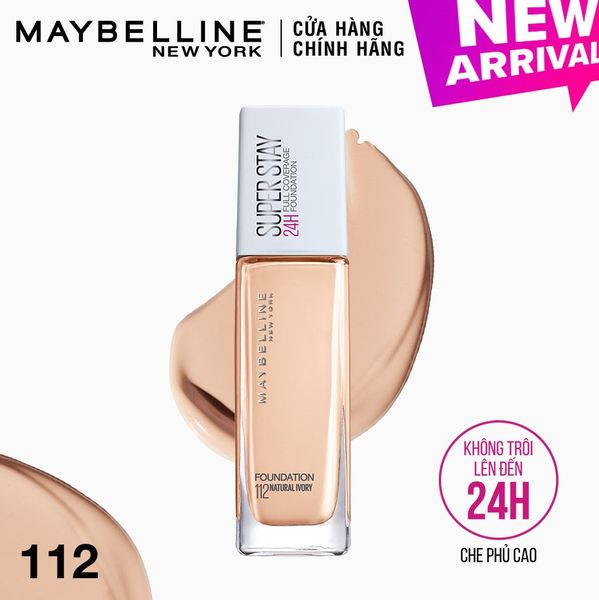 MAYBELLINE
NEW YORK
CỬA HÀNG
CHÍNH HÃNG
NEW
ARRIVAL
SUPER STAY
24H FULL COVERAGE
FOUNDATION
MAYBELLINE
NEW YORK
FOUNDATION
112 NATURAL IVORY
KHÔNG TRÔI
LÊN ĐẾN
24H
CHE PHỦ CAO
112